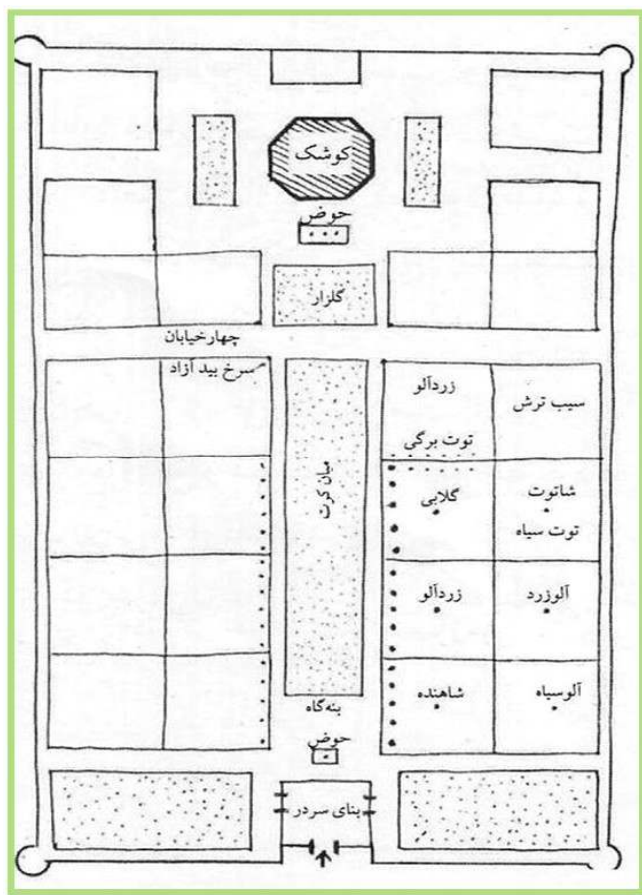 کوشک
حوض
گلزار
چهارخیابان
سرخ بید آزاد
زردآلو
سیب ترش
توت برگی
میان کرت
گلابی
شاتوت
توت سیاه
زردآلو
آلوزرد
شاهنده
آلوسیاه
بنه‌گاه
حوض
بنای سردر